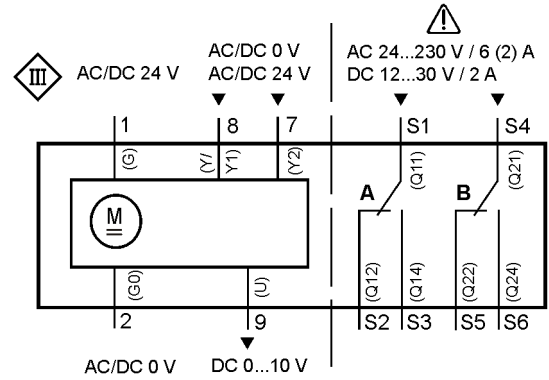 III
AC/DC 24 V
AC/DC 0 V
AC/DC 24 V
AC 24...230 V / 6 (2) A
DC 12...30 V / 2 A
1
8
7
S1
S4
(G)
(Y/
Y1)
(Y2)
(Q11)
(Q21)
A
B
M
(G0)
(U)
(Q12)
(Q14)
(Q22)
(Q24)
2
9
S2
S3
S5
S6
AC/DC 0 V
DC 0...10 V